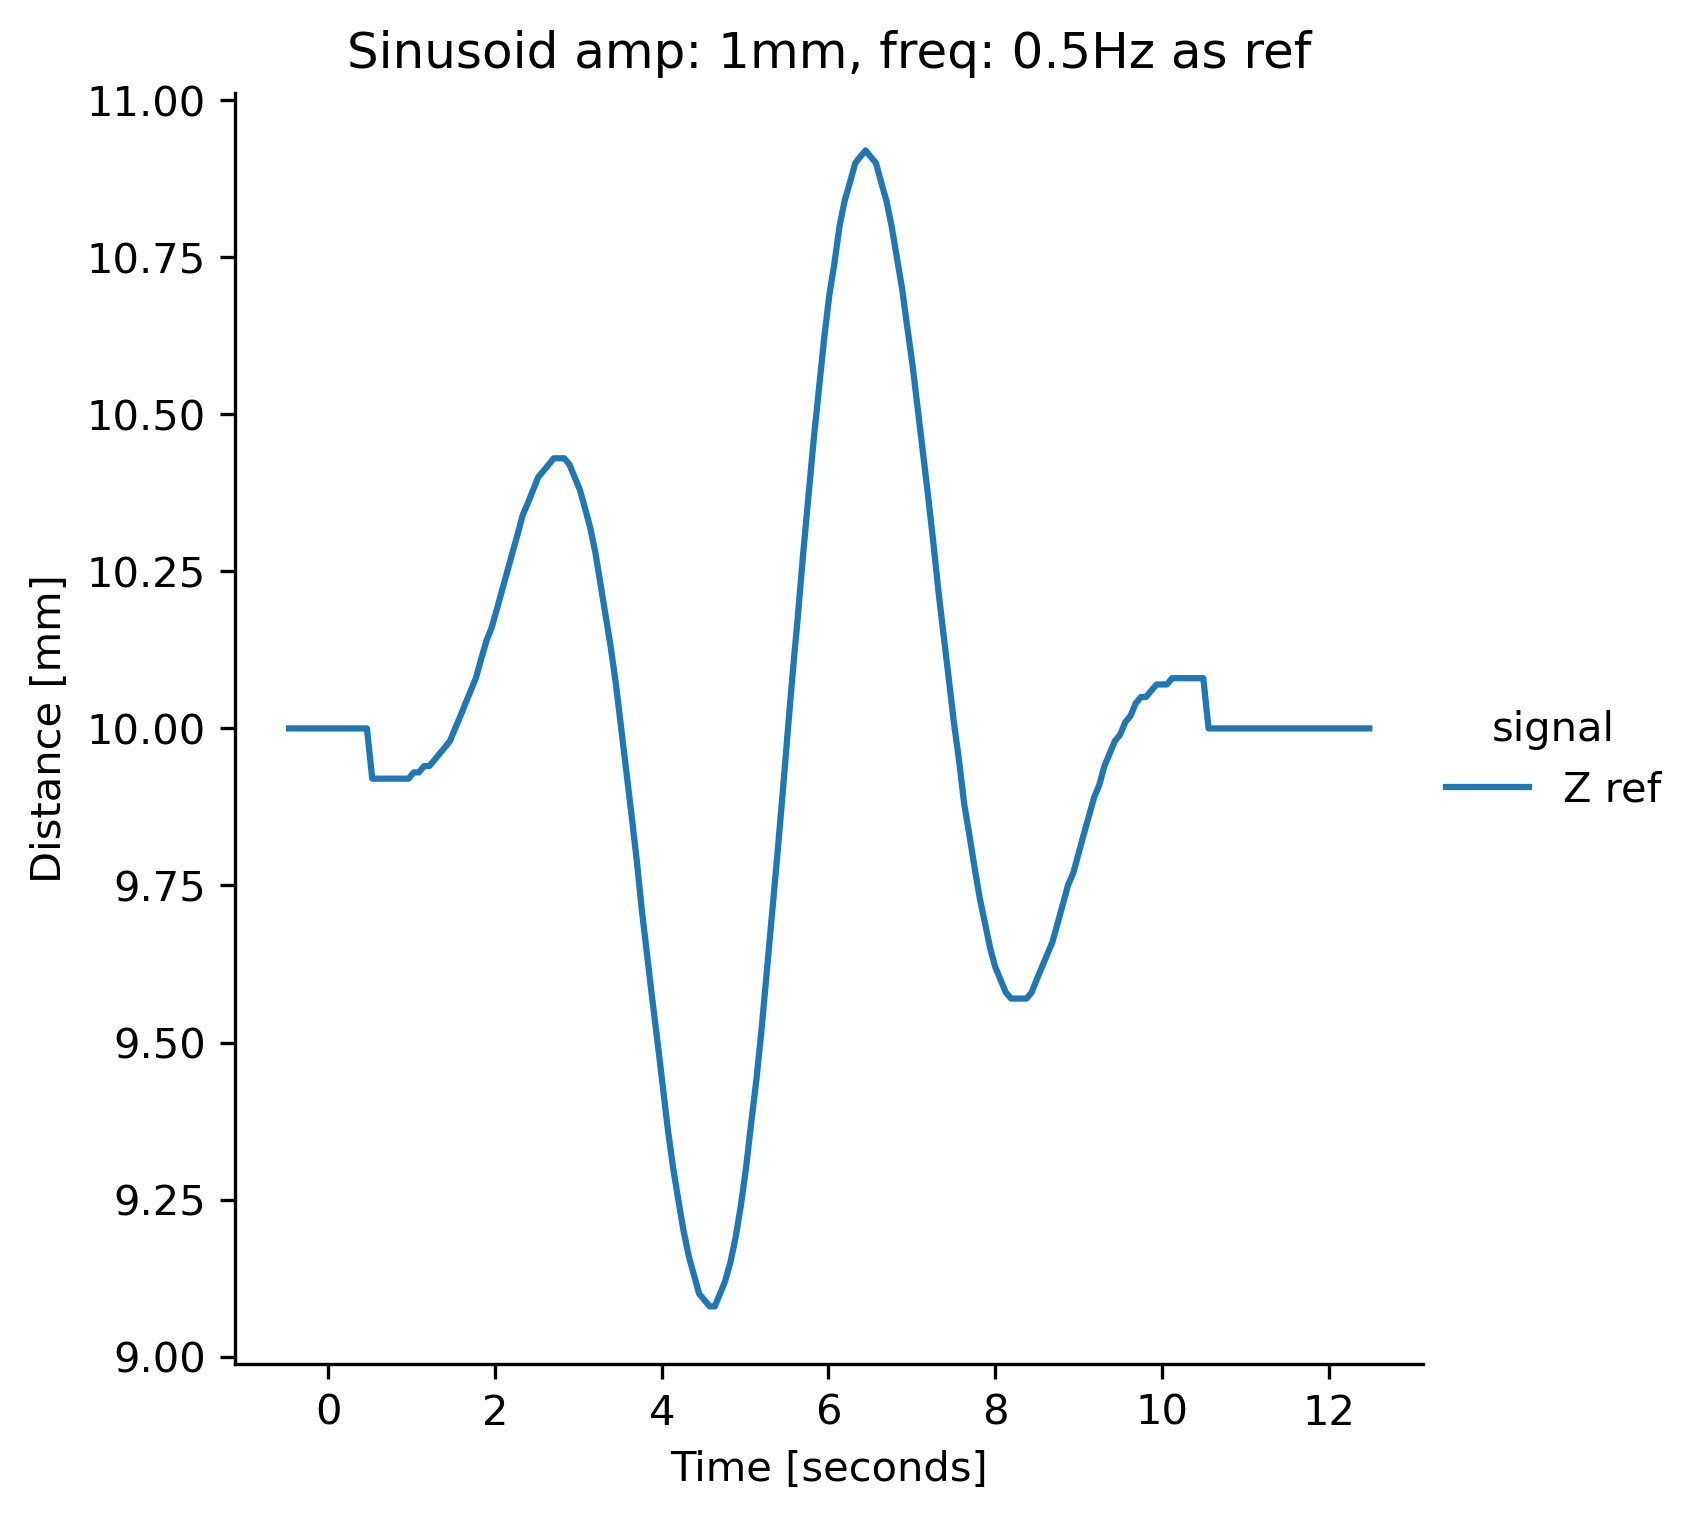 Sinusoid amp: 1mm, freq: 0.5Hz as ref
11.00
10.75
10.50
10.25
10.00
9.75
9.50
9.25
9.00
Distance [mm]
0 2 4 6 8 10 12
Time [seconds]
signal
Z ref